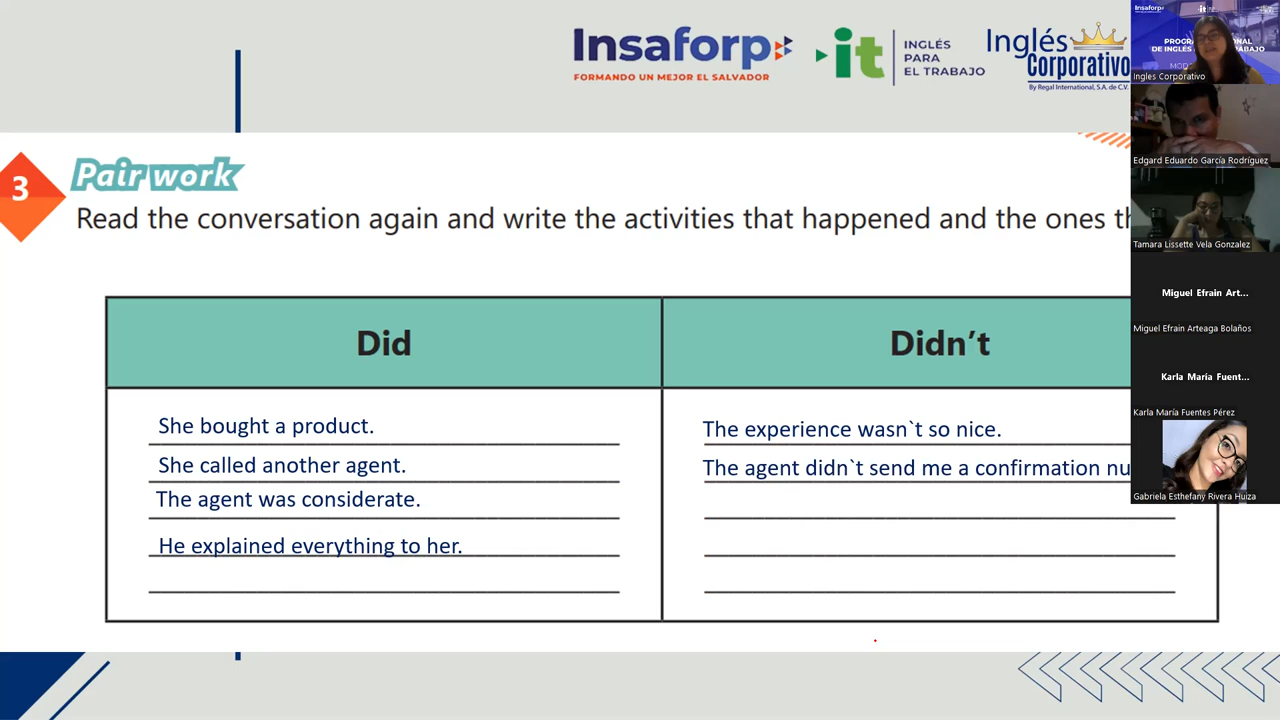 Insaforp
FORMANDO UN MEJOR EL SALVADOR
it
INGLÉS
PARA
EL TRABAJO
Inglés
Corporativo
By Regal International, S.A. de C.V.
3
Pair work
Read the conversation again and write the activities that happened and the ones
Did
Didn't
She bought a product.
She called another agent.
The agent was considerate.
He explained everything to her.
The experience wasn`t so nice.
The agent didn`t send me a confirmation
Insaforp
it
DE INGLÉS
Ingles Corporativo
Edgard Eduardo García Rodríguez
Tamara Lissette Vela Gonzalez
Miguel Efrain Art...
Miguel Efrain Arteaga Bolaños
Karla María Fuent...
Karla María Fuentes Pérez
Gabriela Esthefany Rivera Huiza